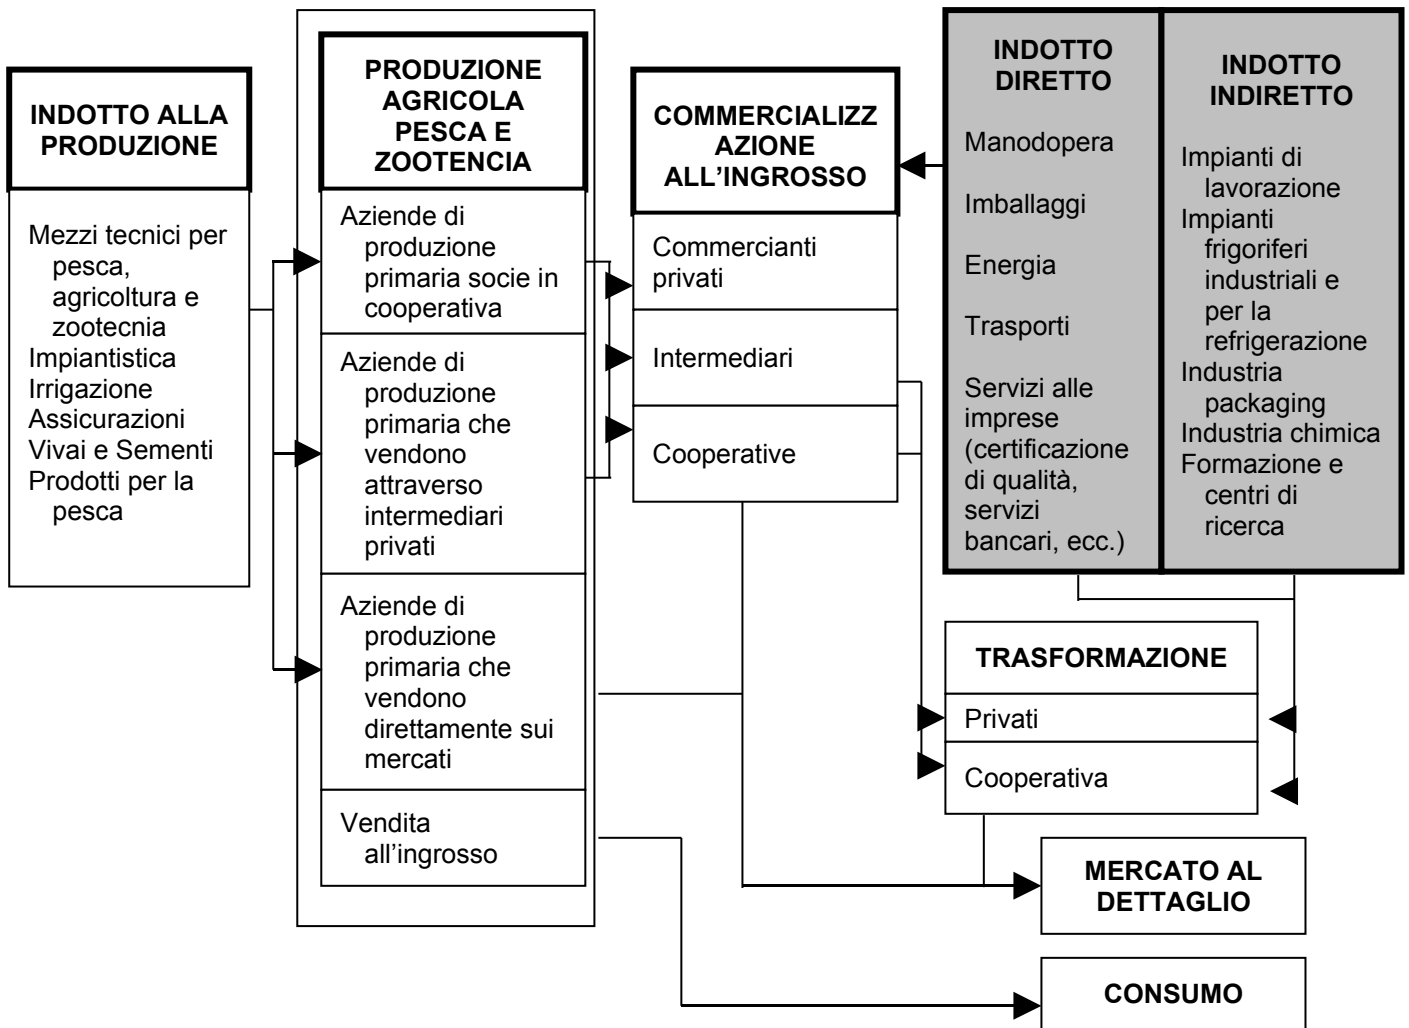 INDOTTO ALLA
PRODUZIONE
Mezzi tecnici per
pesca,
agricoltura e
zootecnia
Impiantistica
Irrigazione
Assicurazioni
Vivai e Sementi
Prodotti per la
pesca
PRODUZIONE
AGRICOLA
PESCA E
ZOOTENCIA
Aziende di
produzione
primaria socie in
cooperativa
Aziende di
produzione
primaria che
vendono
attraverso
intermediari
privati
Aziende di
produzione
primaria che
vendono
direttamente sui
mercati
Vendita
all'ingrosso
COMMERCIALIZZ
AZIONE
ALL'INGROSSO
Commercianti
privati
Intermediari
Cooperative
INDOTTO
DIRETTO
Manodopera
Imballaggi
Energia
Trasporti
Servizi alle
imprese
(certificazione
di qualità,
servizi
bancari, ecc.)
INDOTTO
INDIRETTO
Impianti di
lavorazione
Impianti
frigoriferi
industriali e
per la
refrigerazione
Industria
packaging
Industria chimica
Formazione e
centri di
ricerca
TRASFORMAZIONE
Privati
Cooperativa
MERCATO AL
DETTAGLIO
CONSUMO